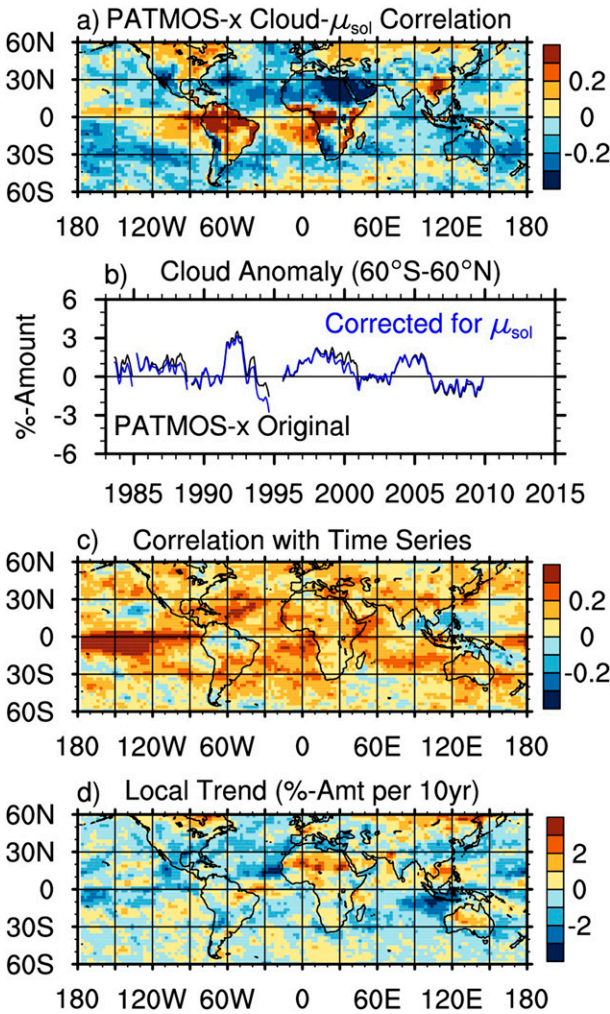 a) PATMOS-x Cloud-μsol Correlation
60N
30N
0
30S
60S
0.2
0
-0.2
180 120W 60W 0 60E 120E 180
b) Cloud Anomaly (60°S-60°N)
6
3
0
-3
-6
%-Amount
Corrected for μsol
PATMOS-x Original
1985 1990 1995 2000 2005 2010 2015
c) Correlation with Time Series
60N
30N
0
30S
60S
0.2
0
-0.2
180 120W 60W 0 60E 120E 180
d) Local Trend (%-Amt per 10yr)
60N
30N
0
30S
60S
2
0
-2
180 120W 60W 0 60E 120E 180